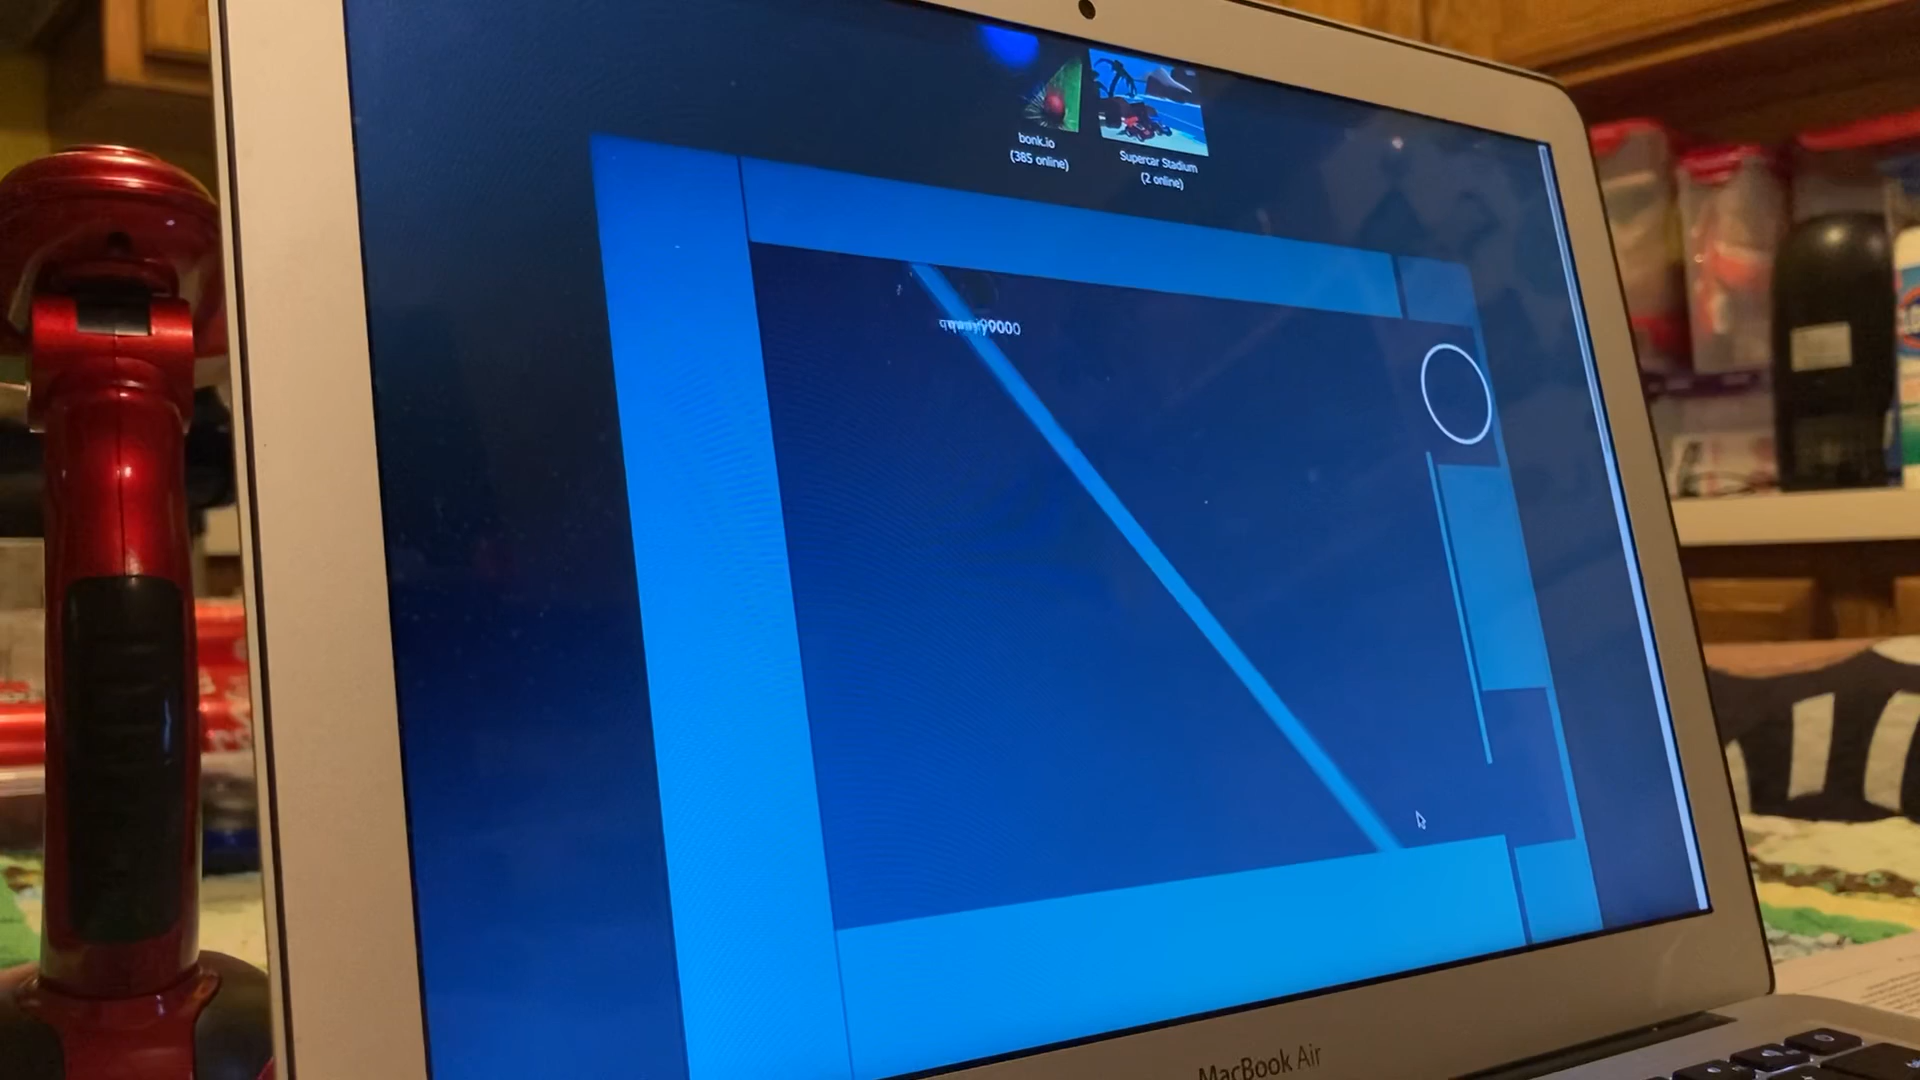 bonk.io
(385 online)
Supercar Stadium
(2 online)
MacBook Air